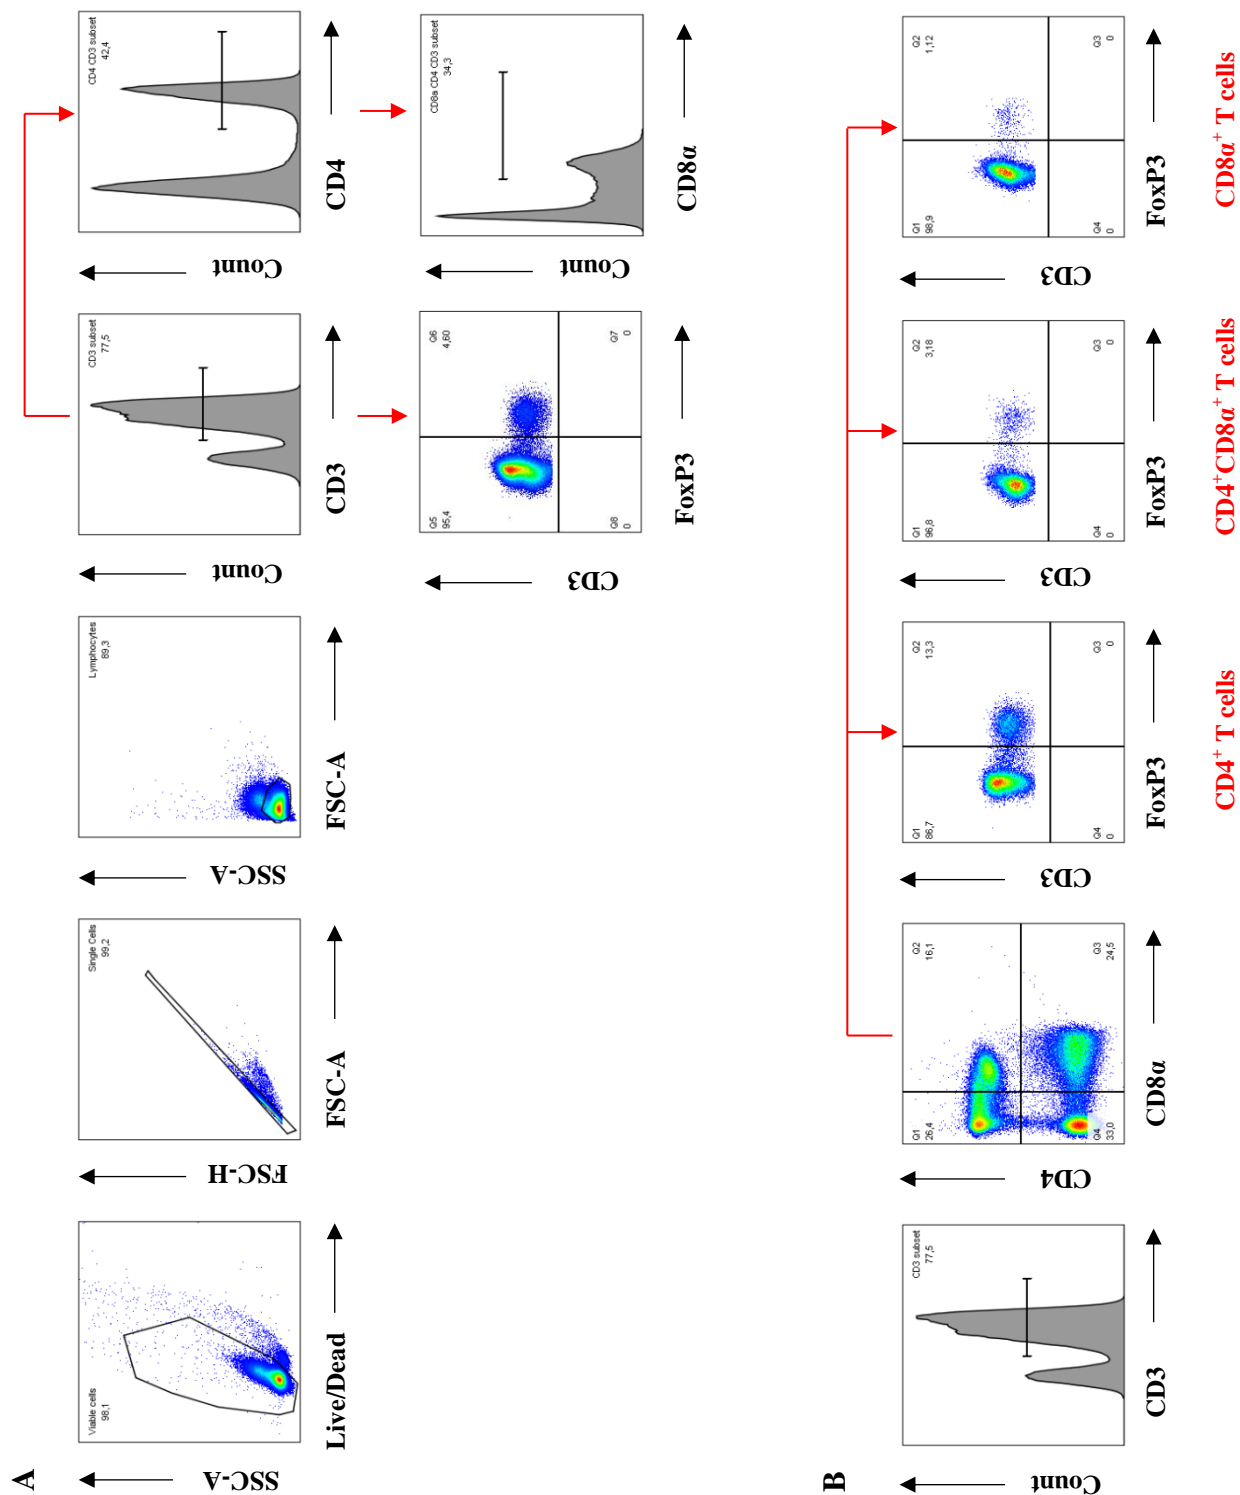 A
Viable cells
98,1
SSC-A
Live/Dead
Single Cells
99,2
FSC-H
FSC-A
Lymphocytes
89,3
SSC-A
FSC-A
CD3 subset
77,5
Count
CD3
CD4 CD3 subset
42,4
Count
CD4
Q5
95,4
Q6
4,60
Q7
0
Q8
0
CD3
FoxP3
CD8a CD4 CD3 subset
34,3
Count
CD8α
B
CD3 subset
77,5
Count
CD3
Q1
26,4
Q2
16,1
Q3
24,5
Q4
33,0
CD4
CD8α
Q1
86,7
Q2
13,3
Q3
0
Q4
0
CD3
FoxP3
CD4⁺ T cells
Q1
96,8
Q2
3,18
Q3
0
Q4
0
CD3
FoxP3
CD4⁺CD8α⁺ T cells
Q1
98,9
Q2
1,12
Q3
0
Q4
0
CD3
FoxP3
CD8α⁺ T cells